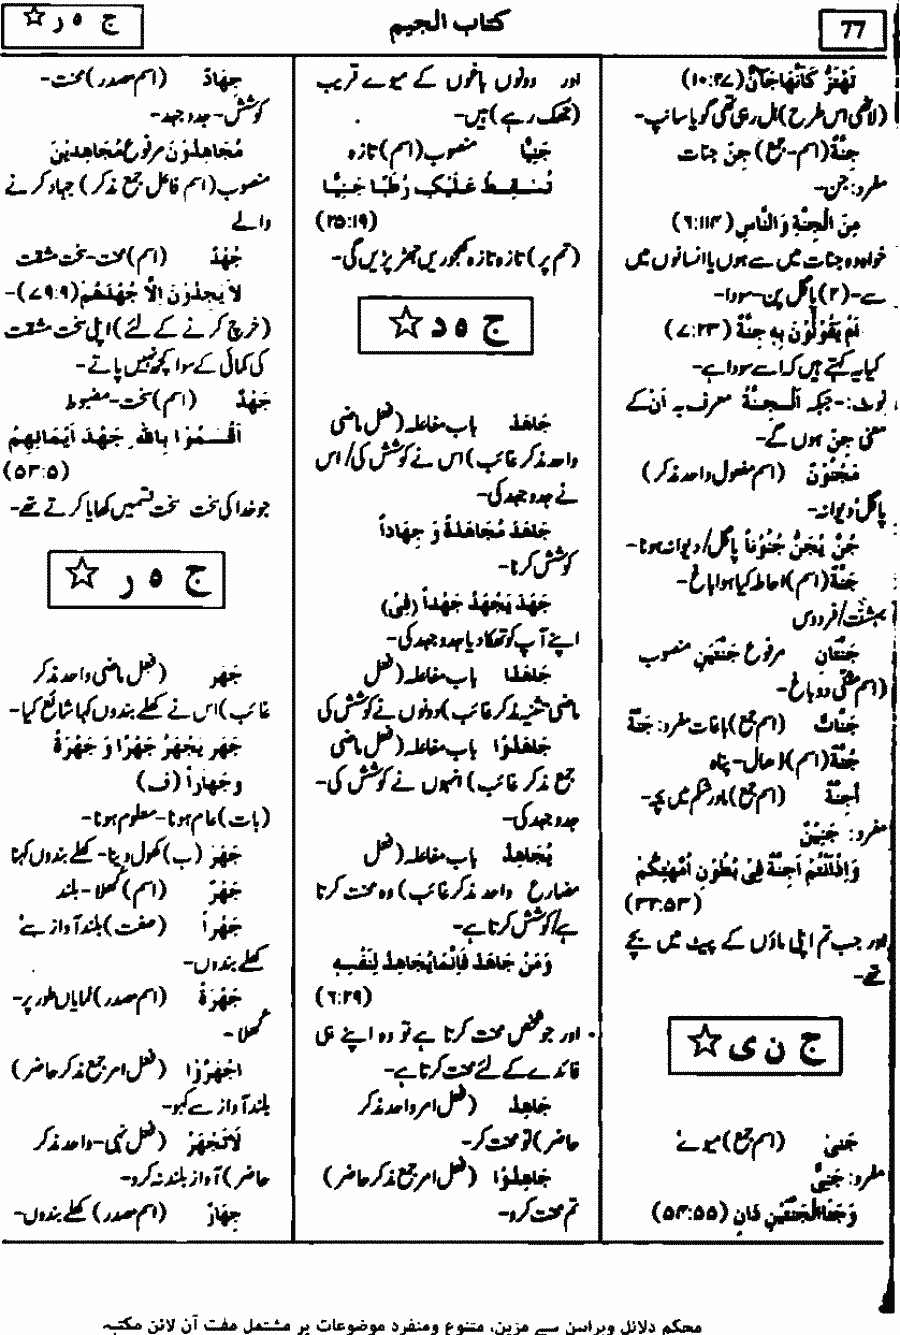 77
کتاب الجیم
ج ہ ر ☆
تَهْتَزُّ كَاَنَّهَا جَآنٌّ (۱۰:۲۷)
(لاٹھی اس طرح) ہل رہی تھی گویا سانپ-
جِنَّةٌ (اسم-جمع) جِنّ جنات
مفرد: جن-
مِنَ الْجِنَّةِ وَ النَّاسِ (۶:۱۱۴)
خواہ وہ جنات میں سے ہوں یا انسانوں میں
سے-(۲) پاگل پن-سودا-
اَمْ يَقُوْلُوْنَ بِهٖ جِنَّةٌ (۷۰:۲۳)
کیا یہ کہتے ہیں کہ اسے سودا ہے-
نوٹ:- جبکہ اَلْجِنَّةُ معرف بہ اَنْ کے
معنی جِنّ ہوں گے-
مَجْنُوْنٌ (اسم مفعول واحد مذکر)
پاگل/دیوانہ-
جُنَّ يُجَنُّ جُنُوْناً پاگل/دیوانہ ہونا-
جَنَّةٌ (اسم) احاطہ کیا ہوا باغ-
بہشت/فردوس
جَنَّتَانِ مرفوع جَنَّتَيْنِ منصوب
(اسم مثنّٰی دو باغ-
جَنّٰتٌ (اسم جمع) باغات مفرد: جَنَّةٌ
جُنَّةٌ (اسم) ڈھال-پناہ
اَجِنَّةٌ (اسم جمع) مادر شکم میں بچے-
مفرد: جَنِيْنٌ
وَاِذْ اَنْتُمْ اَجِنَّةٌ فِىْ بُطُوْنِ اُمَّهٰتِكُمْ
(۳۲:۵۳)
اور جب تم اپنی ماؤں کے پیٹ میں بچے
تھے-
ج ن ی ☆
جَنٰى (اسم جمع) میوے
مفرد: جَنِىٌّ
وَ جَنَا الْجَنَّتَيْنِ دَانٍ (۵۴:۵۵)
اور دونوں باغوں کے میوے قریب
(جھک رہے) ہیں-
جَنِيًّا منصوب (اسم) تازہ
تُسٰقِطْ عَلَيْكِ رُطَبًا جَنِيًّا
(۲۵:۱۹)
(تم پر) تازہ تازہ کھجوریں جھڑ پڑیں گی-
ج ہ د ☆
جَاهَدَ باب مفاعلہ (فعل ماضی
واحد مذکر غائب) اس نے کوشش کی/اس
نے جدوجہد کی-
جَاهَدَ مُجَاهَدَةً وَ جِهَاداً
کوشش کرنا-
جَهَدَ يَجْهَدُ جَهْداً (فِیْ)
اپنے آپ کو تھکا دیا جدوجہد کی-
جَاهَدَا باب مفاعلہ (فعل
ماضی تثنیہ مذکر غائب) دونوں نے کوشش کی
جَاهَدُوْا باب مفاعلہ (فعل ماضی
جمع مذکر غائب) انہوں نے کوشش کی-
جدوجہد کی-
يُجَاهِدُ باب مفاعلہ (فعل
مضارع واحد مذکر غائب) وہ محنت کرتا
ہے/کوشش کرتا ہے-
وَمَنْ جَاهَدَ فَاِنَّمَا يُجَاهِدُ لِنَفْسِهٖ
(۶:۲۹)
اور جو شخص محنت کرتا ہے تو وہ اپنے ہی
فائدے کے لئے محنت کرتا ہے-
جَاهِدْ (فعل امر واحد مذکر
حاضر) تو محنت کر-
جَاهِدُوْا (فعل امر جمع مذکر حاضر)
تم محنت کرو-
جِهَادٌ (اسم مصدر) محنت-
کوشش-جدوجہد-
مُجَاهِدُوْنَ مرفوع مُجَاهِدِيْنَ
منصوب (اسم فاعل جمع مذکر) جہاد کرنے
والے
جُهْدٌ (اسم) محنت-سخت مشقت
لَا يَجِدُوْنَ اِلَّا جُهْدَهُمْ (۷۹:۹)-
(خرچ کرنے کے لئے) اپنی سخت مشقت
کی کمائی کے سوا کچھ نہیں پاتے-
جَهْدٌ (اسم) سخت-مضبوط
اَقْسَمُوْا بِاللّٰهِ جَهْدَ اَيْمَانِهِمْ
(۵۳:۵)
جو خدا کی سخت سخت قسمیں کھایا کرتے تھے-
ج ہ ر ☆
جَهَر (فعل ماضی واحد مذکر
غائب) اس نے کھلے بندوں کہا شائع کیا-
جَهَر يَجْهَرُ جَهْرًا وَ جَهْرَةً
وجِهاراً (ف)
(بات) عام ہونا-معلوم ہونا-
جَهَرَ (ب) کھول دینا-کھلے بندوں کہنا
جَهْرٌ (اسم) کھلا-بلند
جَهْراً (صفت) بلند آواز سے
کھلے بندوں-
جَهْرَةً (اسم مصدر) نمایاں طور پر-
کھلا-
اجْهَرُوْا (فعل امر جمع مذکر حاضر)
بلند آواز سے کہو-
لَا تَجْهَرْ (فعل نہی-واحد مذکر
حاضر) آواز بلند نہ کرو-
جِهَارٌ (اسم مصدر) کھلے بندوں-
محکم دلائل وبراہین سے مزین، متنوع ومنفرد موضوعات پر مشتمل مفت آن لائن مکتبہ